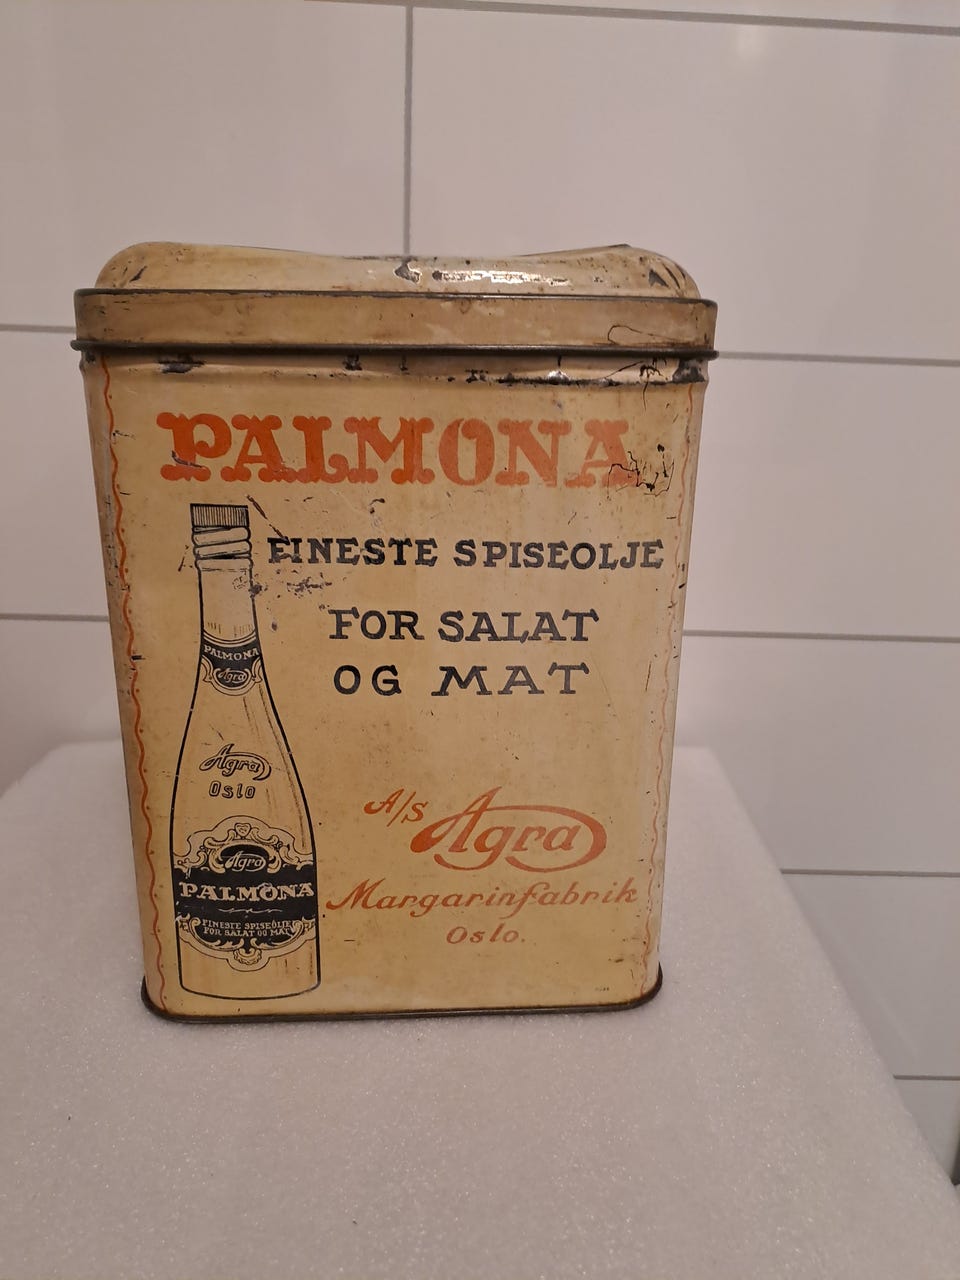 PALMONA
FINESTE SPISEOLJE
FOR SALAT
OG MAT
PALMONA
Agra
Agra
Oslo
Agra
PALMONA
FINESTE SPISEOLJE
FOR SALAT OG MAT
A/S Agra
Margarinfabrik
Oslo.